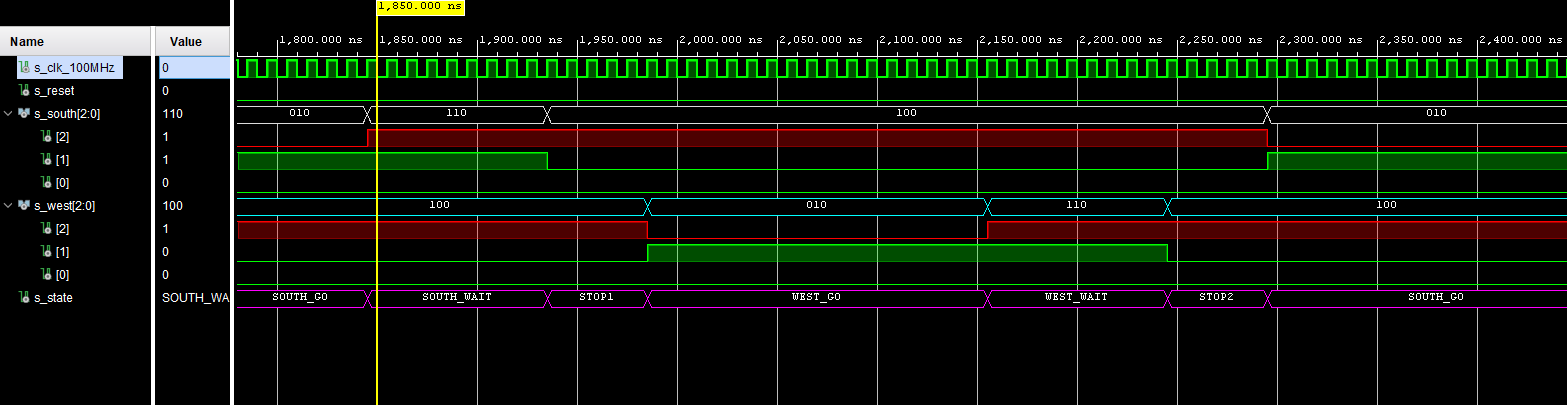 1,850.000 ns
Name Value 1,800.000 ns 1,850.000 ns 1,900.000 ns 1,950.000 ns 2,000.000 ns 2,050.000 ns 2,100.000 ns 2,150.000 ns 2,200.000 ns 2,250.000 ns 2,300.000 ns 2,350.000 ns 2,400.000 ns
s_clk_100MHz 0
s_reset 0
s_south[2:0] 110 010 110 100 010
[2] 1
[1] 1
[0] 0
s_west[2:0] 100 100 010 110 100
[2] 1
[1] 0
[0] 0
s_state SOUTH_WA SOUTH_GO SOUTH_WAIT STOP1 WEST_GO WEST_WAIT STOP2 SOUTH_GO